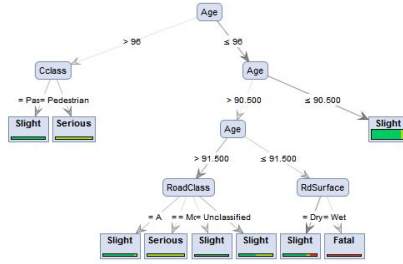 Age
> 96 ≤ 96
Cclass Age
= Pas= Pedestrian > 90.500 ≤ 90.500
Slight Serious Age Slight
> 91.500 ≤ 91.500
RoadClass RdSurface
= A = = Mc= Unclassified = Dry= Wet
Slight Serious Slight Slight Slight Fatal